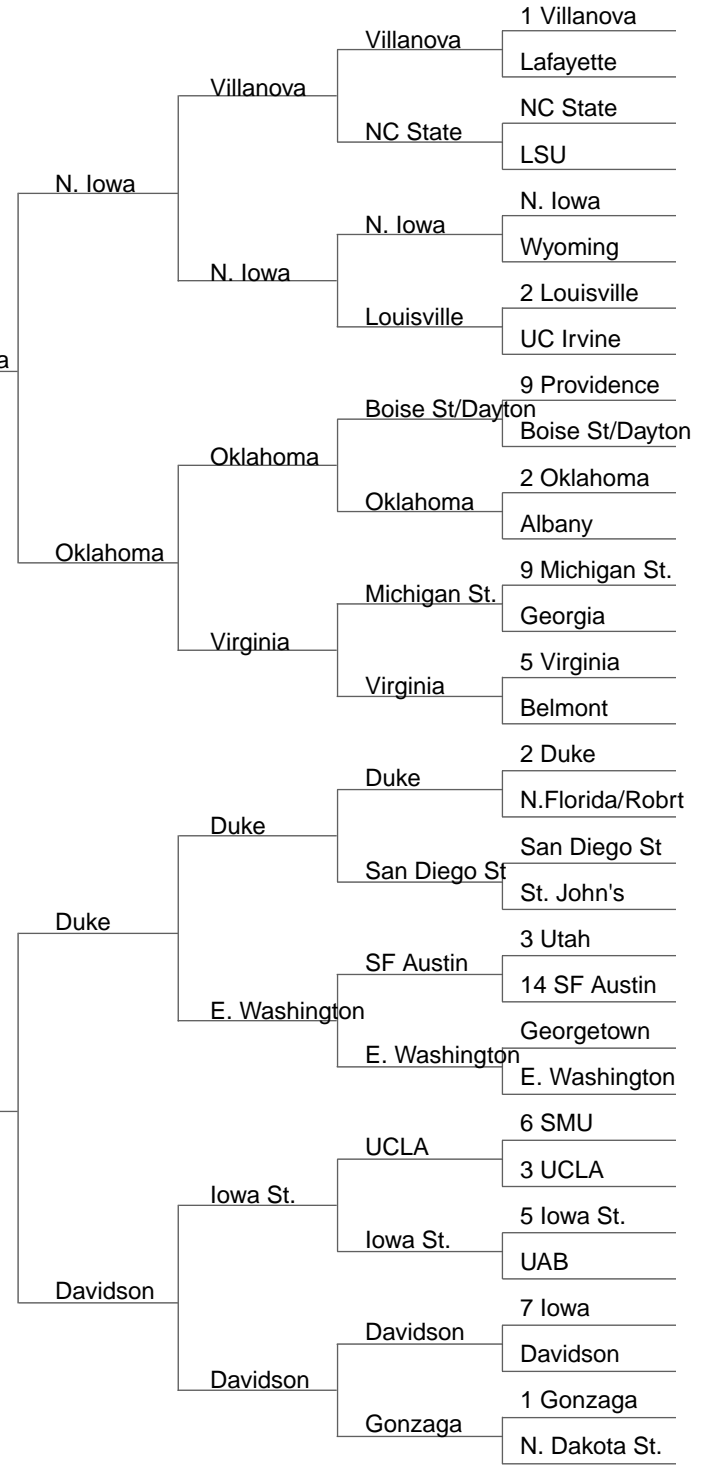 1 Villanova
Villanova
Lafayette
Villanova
NC State
NC State
LSU
N. Iowa
N. Iowa
N. Iowa
Wyoming
N. Iowa
2 Louisville
Louisville
UC Irvine
a
9 Providence
Boise St/Dayton
Boise St/Dayton
Oklahoma
2 Oklahoma
Oklahoma
Albany
Oklahoma
9 Michigan St.
Michigan St.
Georgia
Virginia
5 Virginia
Virginia
Belmont
2 Duke
Duke
N.Florida/Robrt
Duke
San Diego St
San Diego St
St. John's
Duke
3 Utah
SF Austin
14 SF Austin
E. Washington
Georgetown
E. Washington
E. Washington
6 SMU
UCLA
3 UCLA
Iowa St.
5 Iowa St.
Iowa St.
UAB
Davidson
7 Iowa
Davidson
Davidson
Davidson
1 Gonzaga
Gonzaga
N. Dakota St.